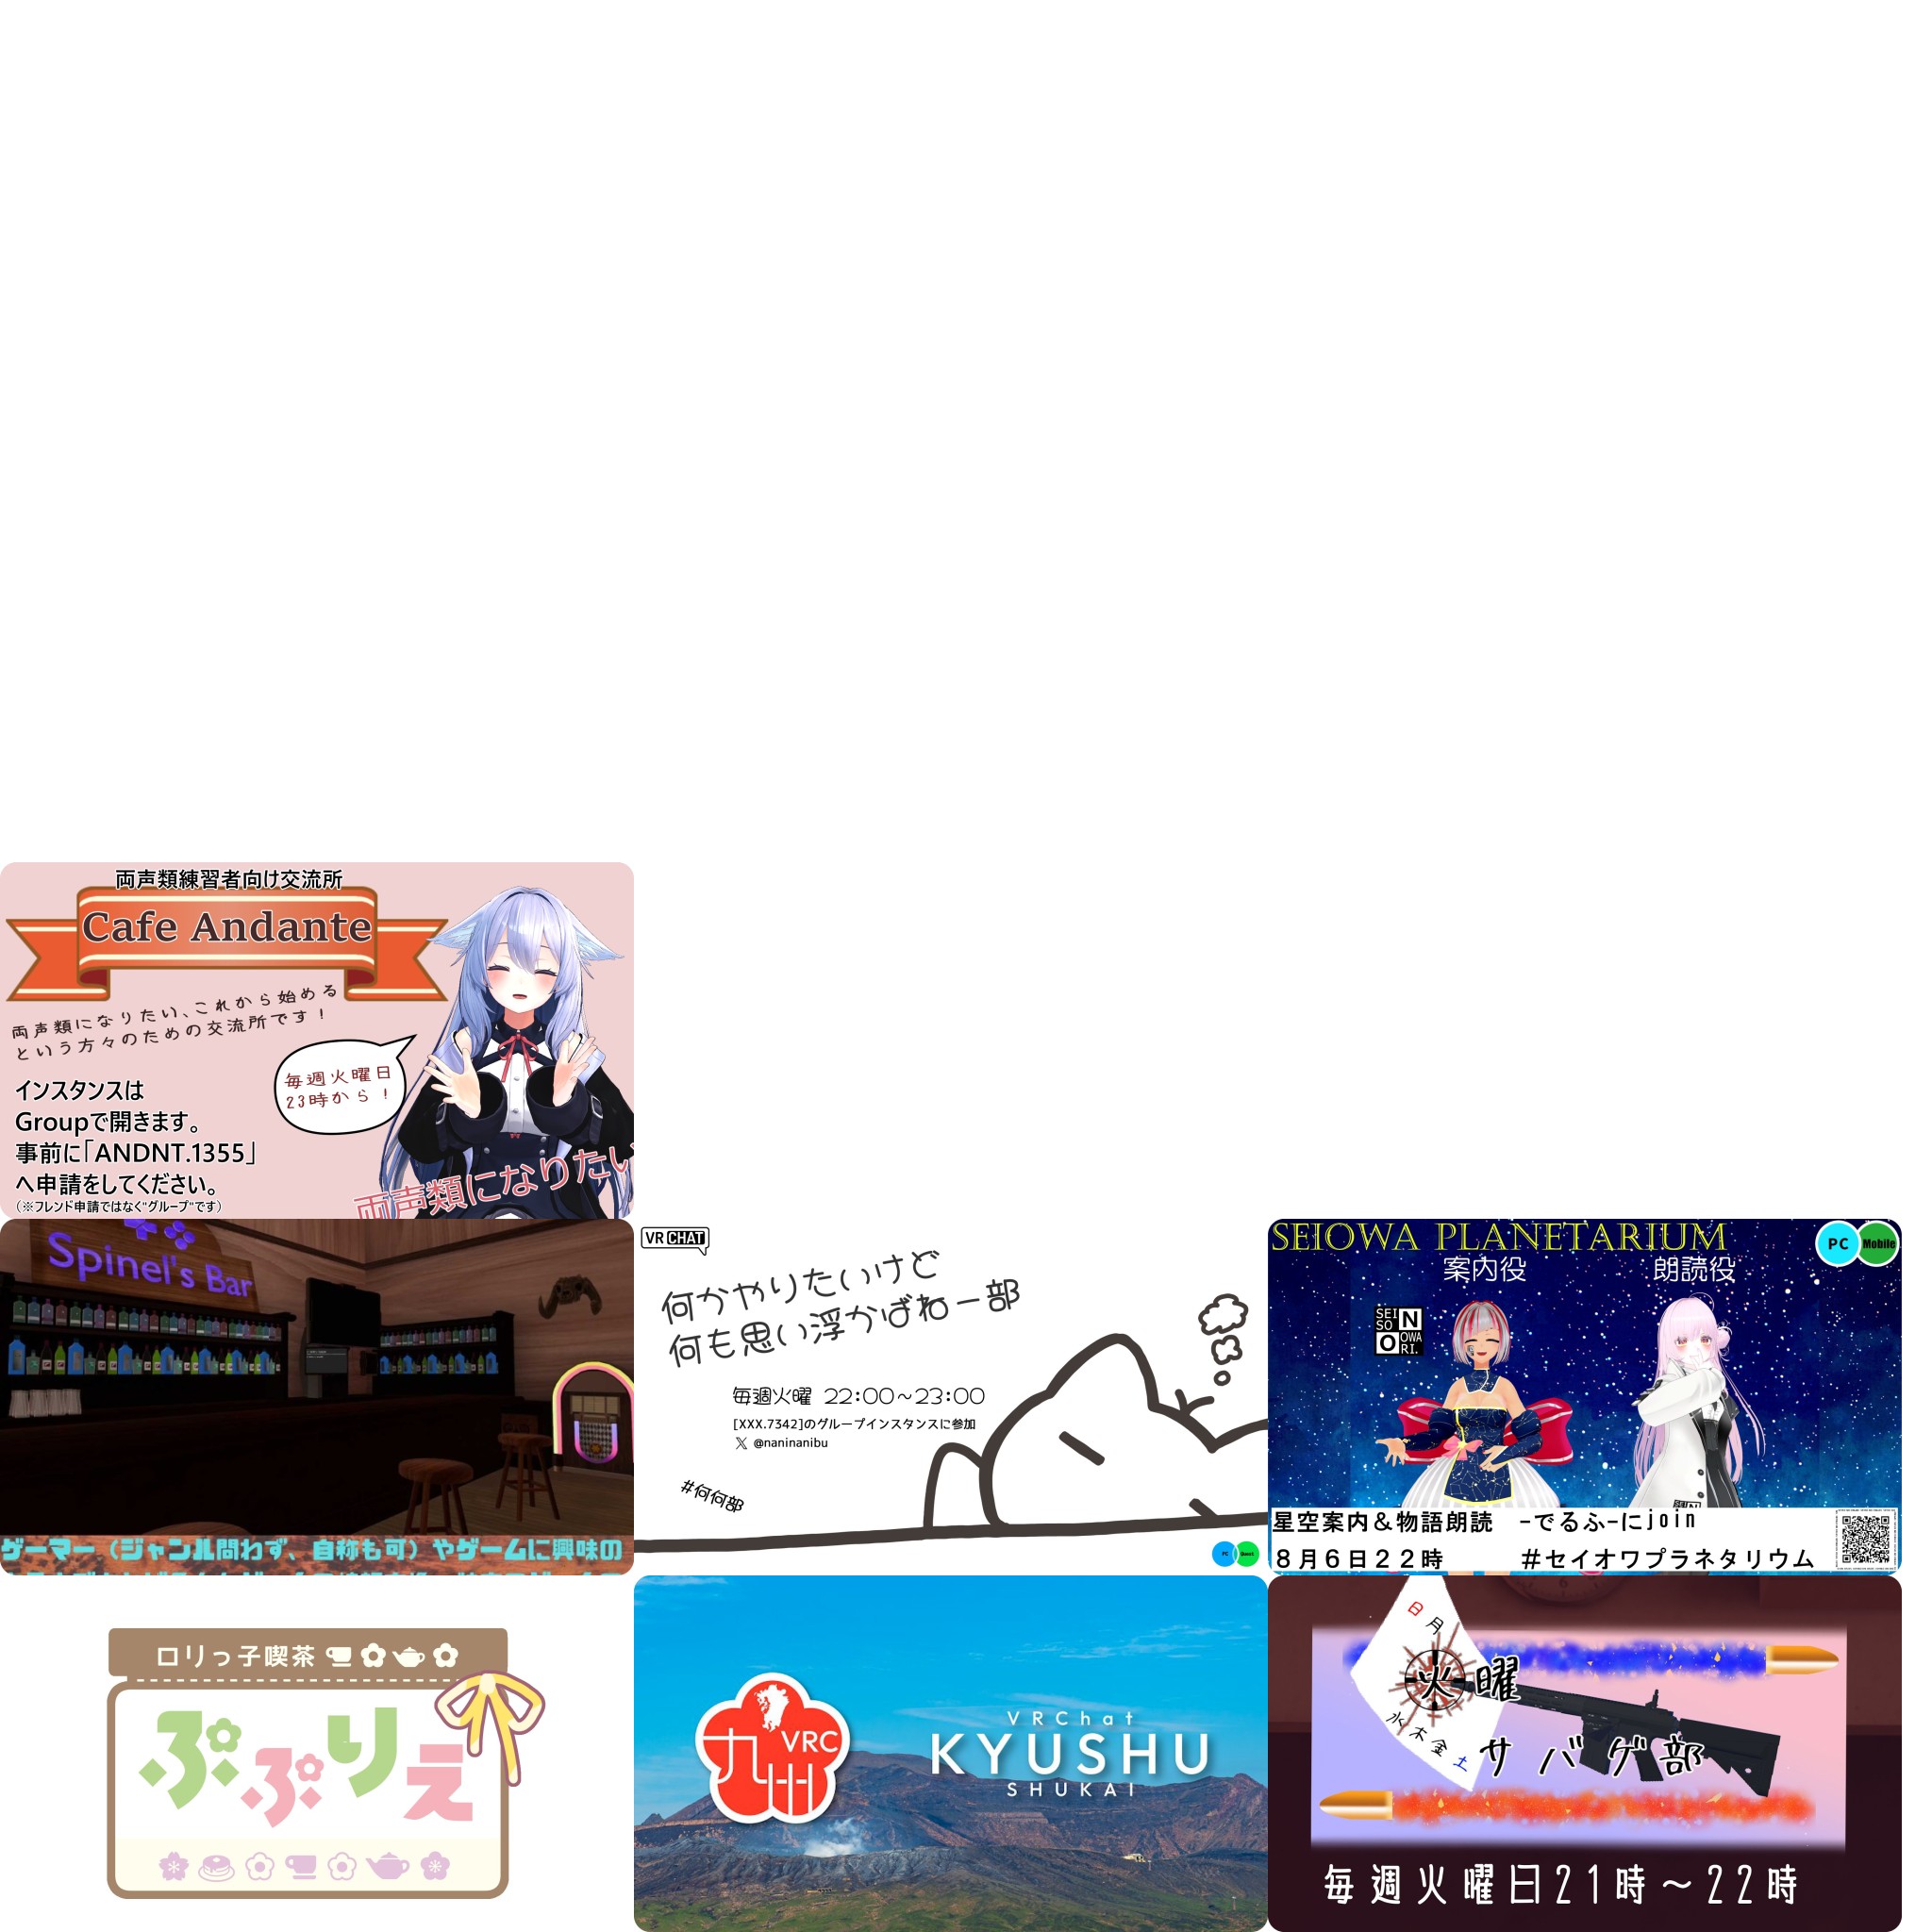 両声類練習者向け交流所
Cafe Andante
両声類になりたい、これから始める
という方々のための交流所です！
毎週火曜日
23時から！
インスタンスは
Groupで開きます。
事前に「ANDNT.1355」
へ申請をしてください。
（※フレンド申請ではなく"グループ"です）
両声類になりたい
Spinel's Bar
ゲーマー（ジャンル問わず、自称も可）やゲームに興味の
VRCHAT
何かやりたいけど
何も思い浮かばねー部
毎週火曜 22:00～23:00
[XXX.7342]のグループインスタンスに参加
𝕏 @naninanibu
#何何部
PC Quest
SEIOWA PLANETARIUM
PC Mobile
案内役 朗読役
SEI
SO N
O OWA
RI.
星空案内＆物語朗読 -でるふ-にjoin
８月６日２２時 ＃セイオワプラネタリウム
ロリっ子喫茶
ぷぷりえ
九州 VRC
VRChat
KYUSHU
SHUKAI
日 月
火曜
水 木 金 土
サバゲ部
毎週火曜日21時～22時